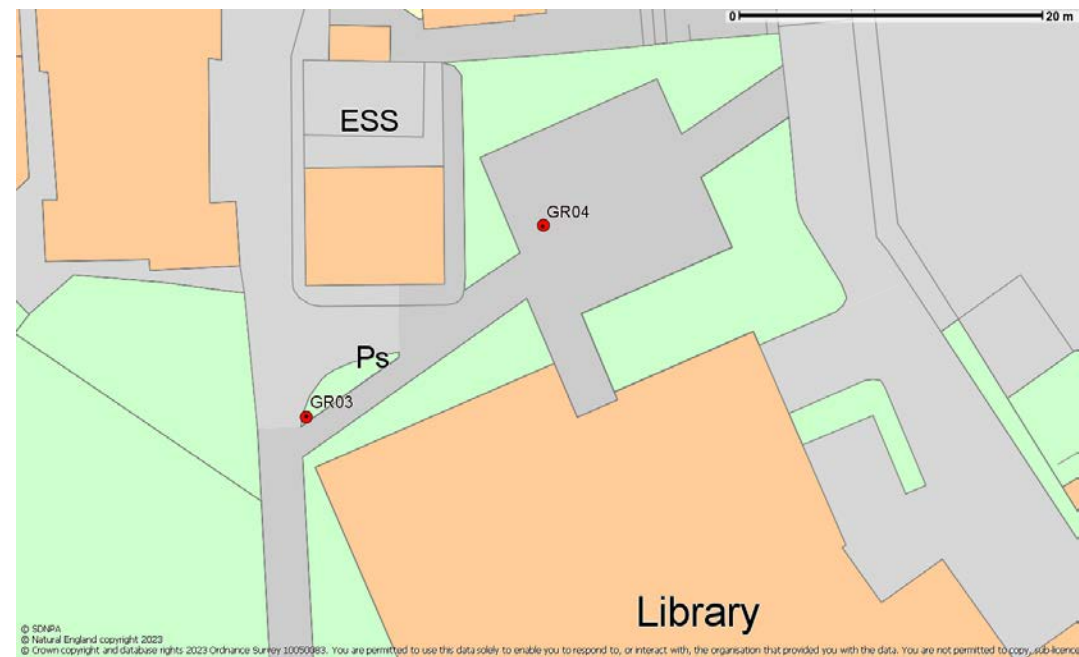 0 20 m
ESS
GR04
Ps
GR03
Library
© SDNPA
© Natural England copyright 2023
© Crown copyright and database rights 2023 Ordnance Survey 10050083. You are permitted to use this data solely to enable you to respond to, or interact with, the organisation that provided you with the data. You are not permitted to copy, sub-licence